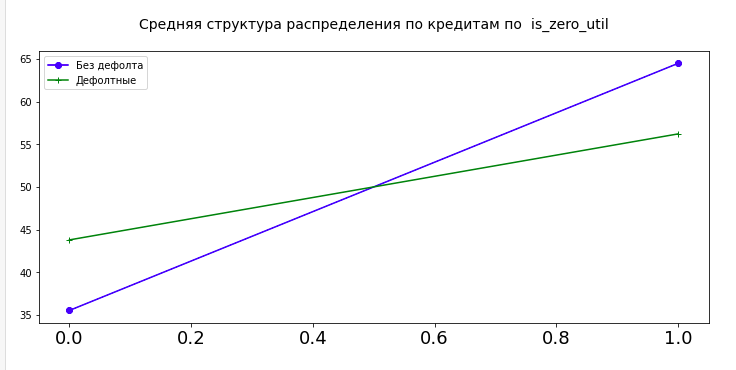 Средняя структура распределения по кредитам по  is_zero_util
Без дефолта
Дефолтные
65
60
55
50
45
40
35
0.0 0.2 0.4 0.6 0.8 1.0